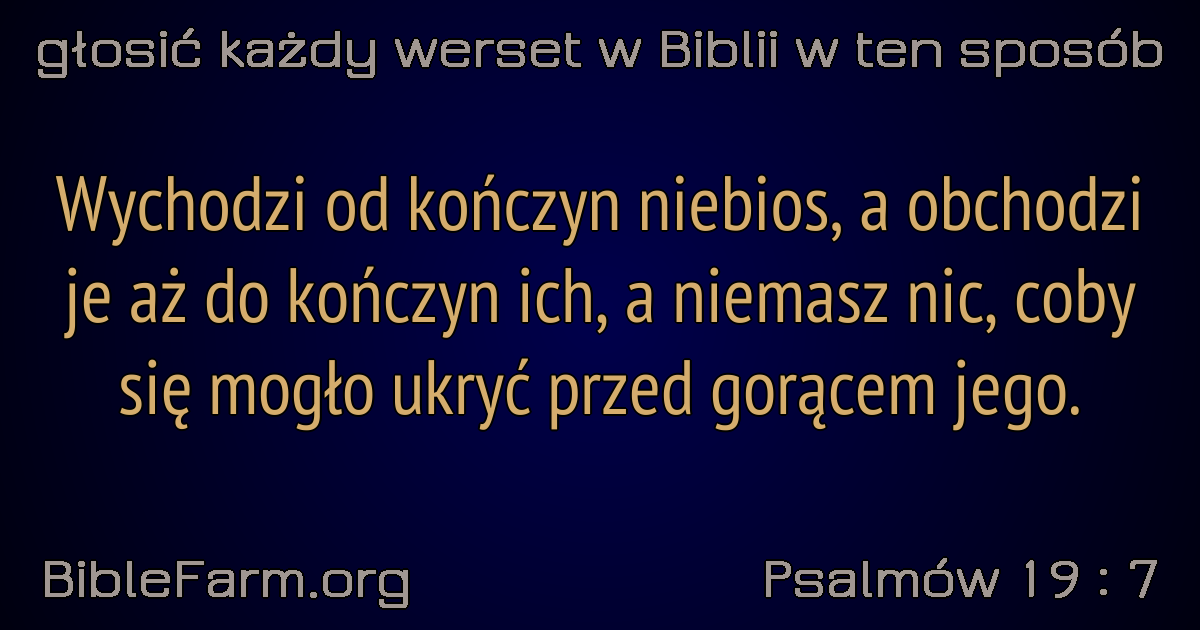 głosić każdy werset w Biblii w ten sposób
Wychodzi od kończyn niebios, a obchodzi
je aż do kończyn ich, a niemasz nic, coby
się mogło ukryć przed gorącem jego.
BibleFarm.org
Psalmów 19 : 7